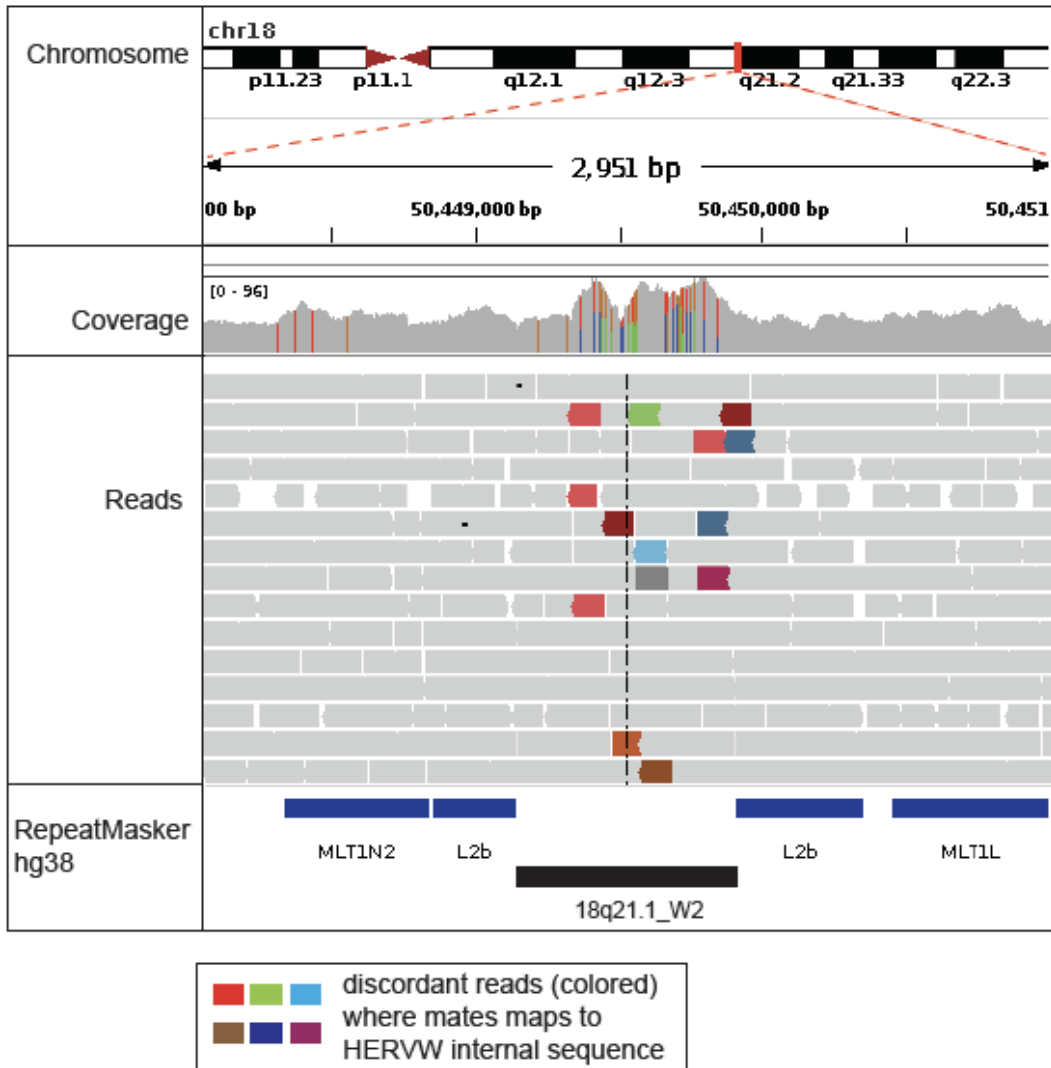 chr18
Chromosome
p11.23 p11.1 q12.1 q12.3 q21.2 q21.33 q22.3
2,951 bp
00 bp 50,449,000 bp 50,450,000 bp 50,451
[0 - 96]
Coverage
Reads
RepeatMasker
hg38
MLT1N2 L2b L2b MLT1L
18q21.1_W2
discordant reads (colored)
where mates maps to
HERVW internal sequence